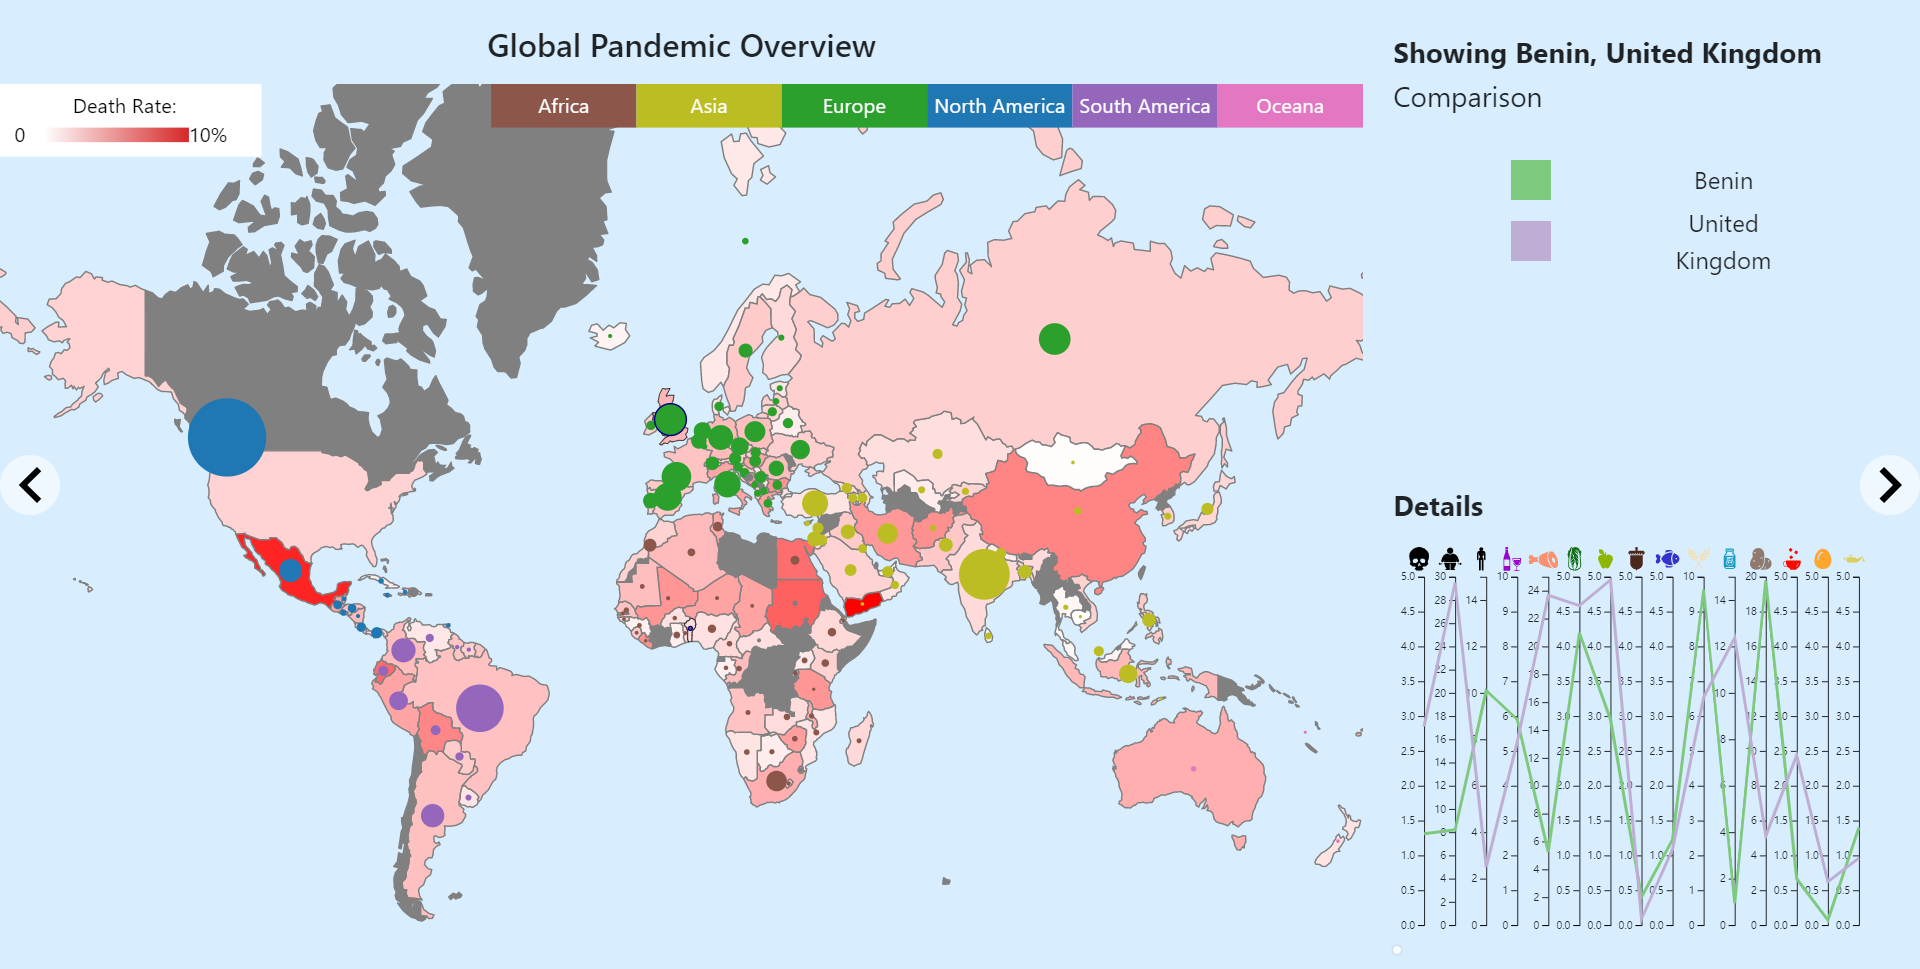 Global Pandemic Overview
Showing Benin, United Kingdom
Comparison
Death Rate:
0 10%
Africa Asia Europe North America South America Oceana
Benin
United
Kingdom
Details
5.0 30 10 5.0 5.0 5.0 5.0 10 20 5.0 5.0 5.0
28 14 24 14
4.5 4.5 4.5 4.5 4.5 9 18 4.5 4.5 4.5
26 22
24 12 8 20 12
4.0 4.0 4.0 4.0 4.0 8 16 4.0 4.0 4.0
22 18
3.5 7 3.5 3.5 3.5 3.5 7 14 3.5 3.5 3.5
20 10 16 10
3.0 18 3.0 3.0 3.0 3.0 6 12 3.0 3.0 3.0
16 14 8
2.5 5 2.5 2.5 2.5 2.5 5 10 2.5 2.5 2.5
14 12
2.0 12 6 10 2.0 2.0 2.0 2.0 4 6 8 2.0 2.0 2.0
10 8
1.5 3 1.5 1.5 1.5 1.5 3 6 1.5 1.5 1.5
8 4 6 4
1.0 6 2 1.0 1.0 1.0 1.0 2 4 1.0 1.0 1.0
4 2 4 2
0.5 1 0.5 0.5 0.5 0.5 1 2 0.5 0.5 0.5
2 2
0.0 0 0 0 0 0.0 0.0 0.0 0.0 0 0 0 0.0 0.0 0.0